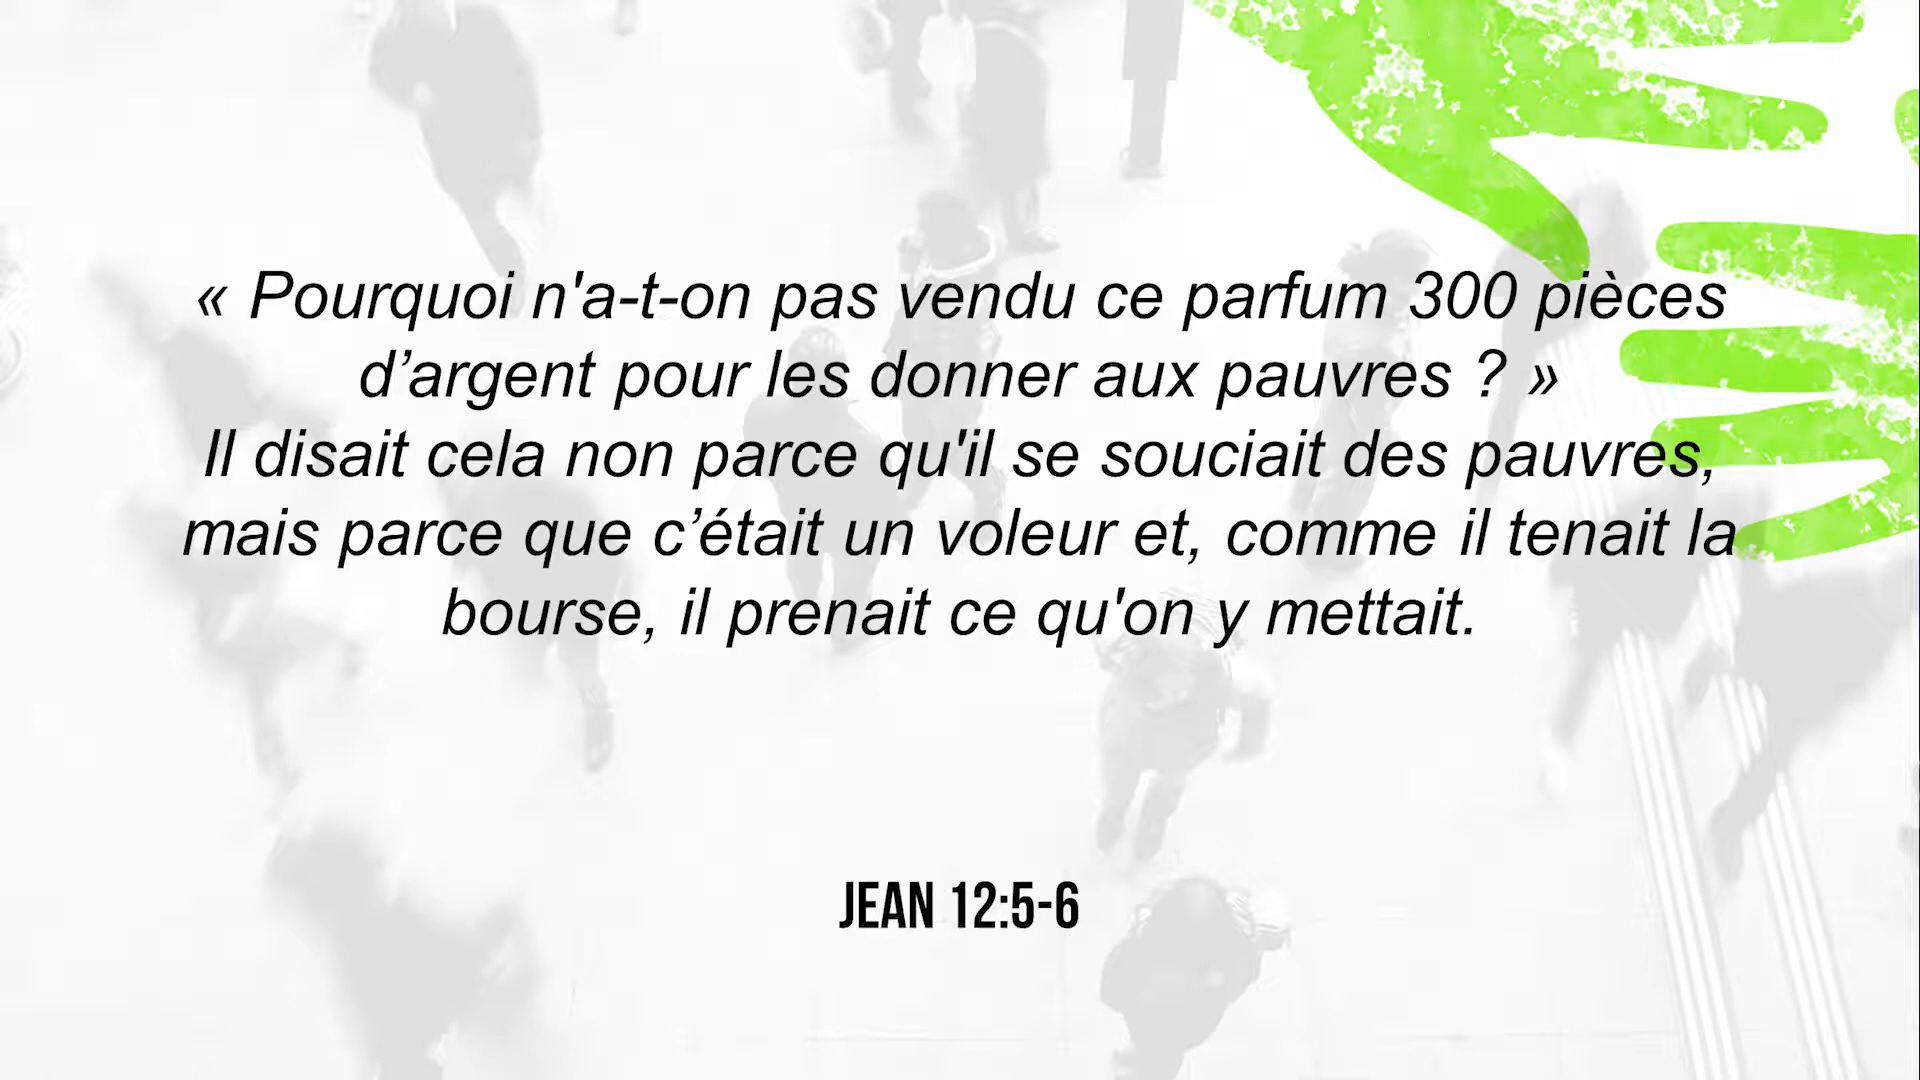 « Pourquoi n'a-t-on pas vendu ce parfum 300 pièces
d’argent pour les donner aux pauvres ? »
Il disait cela non parce qu'il se souciait des pauvres,
mais parce que c’était un voleur et, comme il tenait la
bourse, il prenait ce qu'on y mettait.
JEAN 12:5-6